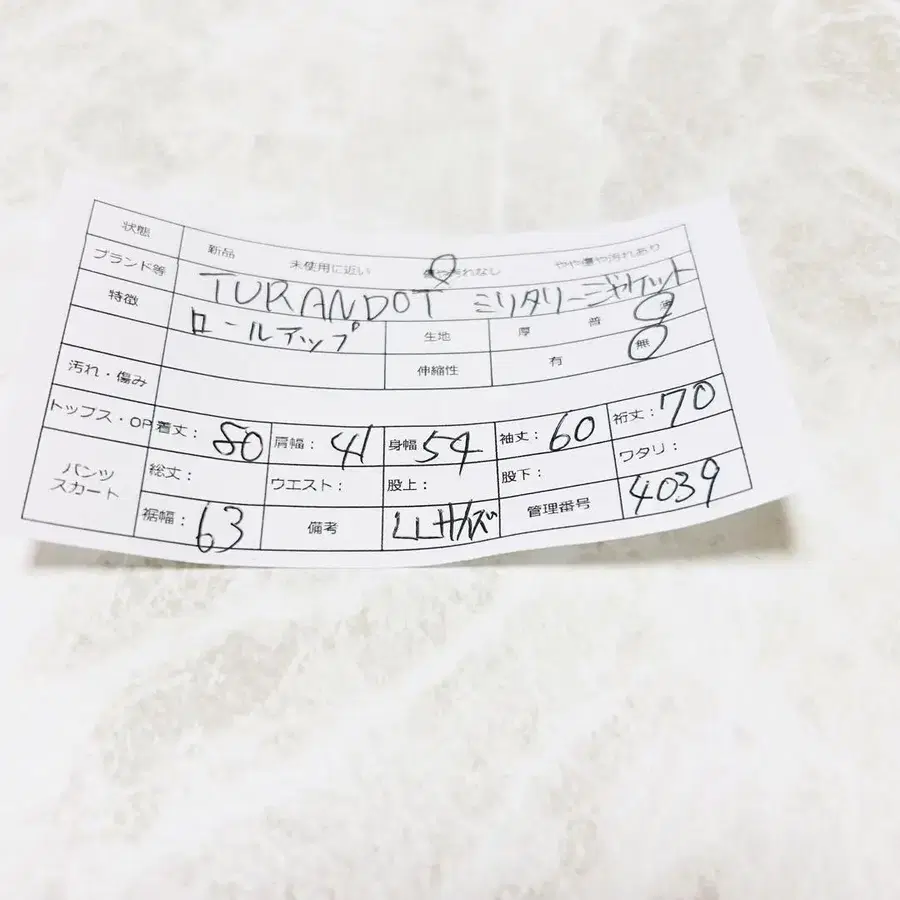 状態 新品 未使用に近い 傷や汚れなし やや傷や汚れあり
ブランド等 TURANDOT ミリタリージャケット
特徴 ロールアップ 生地 厚 普 薄
伸縮性 有 無
汚れ・傷み
トップス・OP 着丈: 80 肩幅: 41 身幅 54 袖丈: 60 裄丈: 70
パンツ スカート 総丈: ウエスト: 股上: 股下: ワタリ:
裾幅: 63 備考 LLサイズ 管理番号 4039